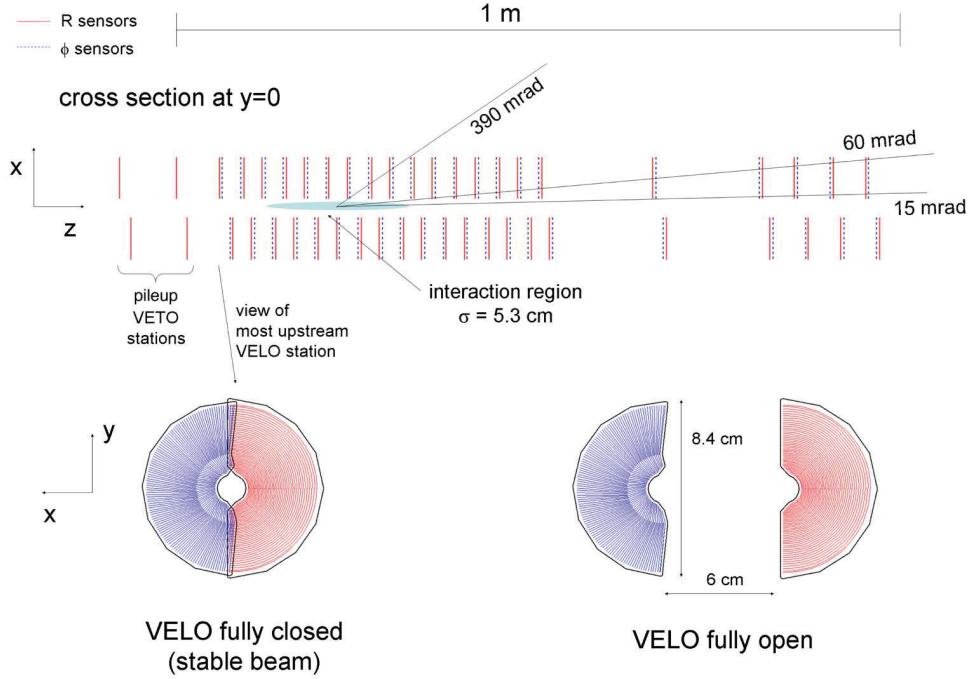 R sensors
1 m
ϕ sensors
cross section at y=0
390 mrad
60 mrad
x
15 mrad
z
pileup
VETO
stations
view of
most upstream
VELO station
interaction region
σ = 5.3 cm
y
x
8.4 cm
6 cm
VELO fully closed
(stable beam)
VELO fully open